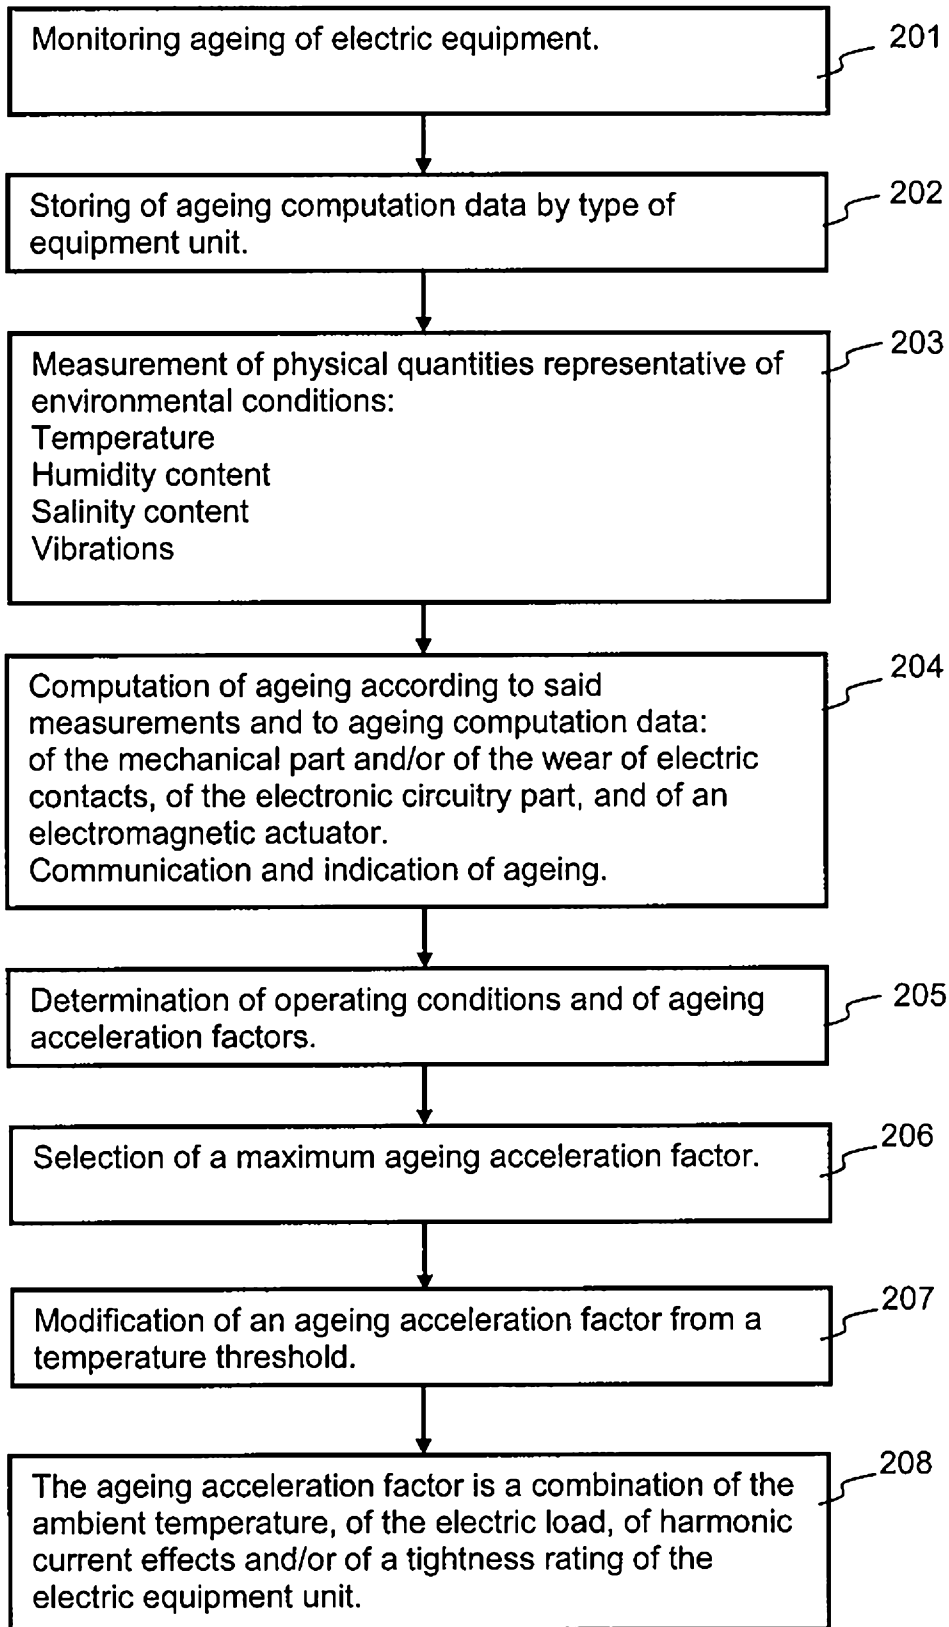 Monitoring ageing of electric equipment.
201
Storing of ageing computation data by type of
equipment unit.
202
Measurement of physical quantities representative of
environmental conditions:
Temperature
Humidity content
Salinity content
Vibrations
203
Computation of ageing according to said
measurements and to ageing computation data:
of the mechanical part and/or of the wear of electric
contacts, of the electronic circuitry part, and of an
electromagnetic actuator.
Communication and indication of ageing.
204
Determination of operating conditions and of ageing
acceleration factors.
205
Selection of a maximum ageing acceleration factor.
206
Modification of an ageing acceleration factor from a
temperature threshold.
207
The ageing acceleration factor is a combination of the
ambient temperature, of the electric load, of harmonic
current effects and/or of a tightness rating of the
electric equipment unit.
208